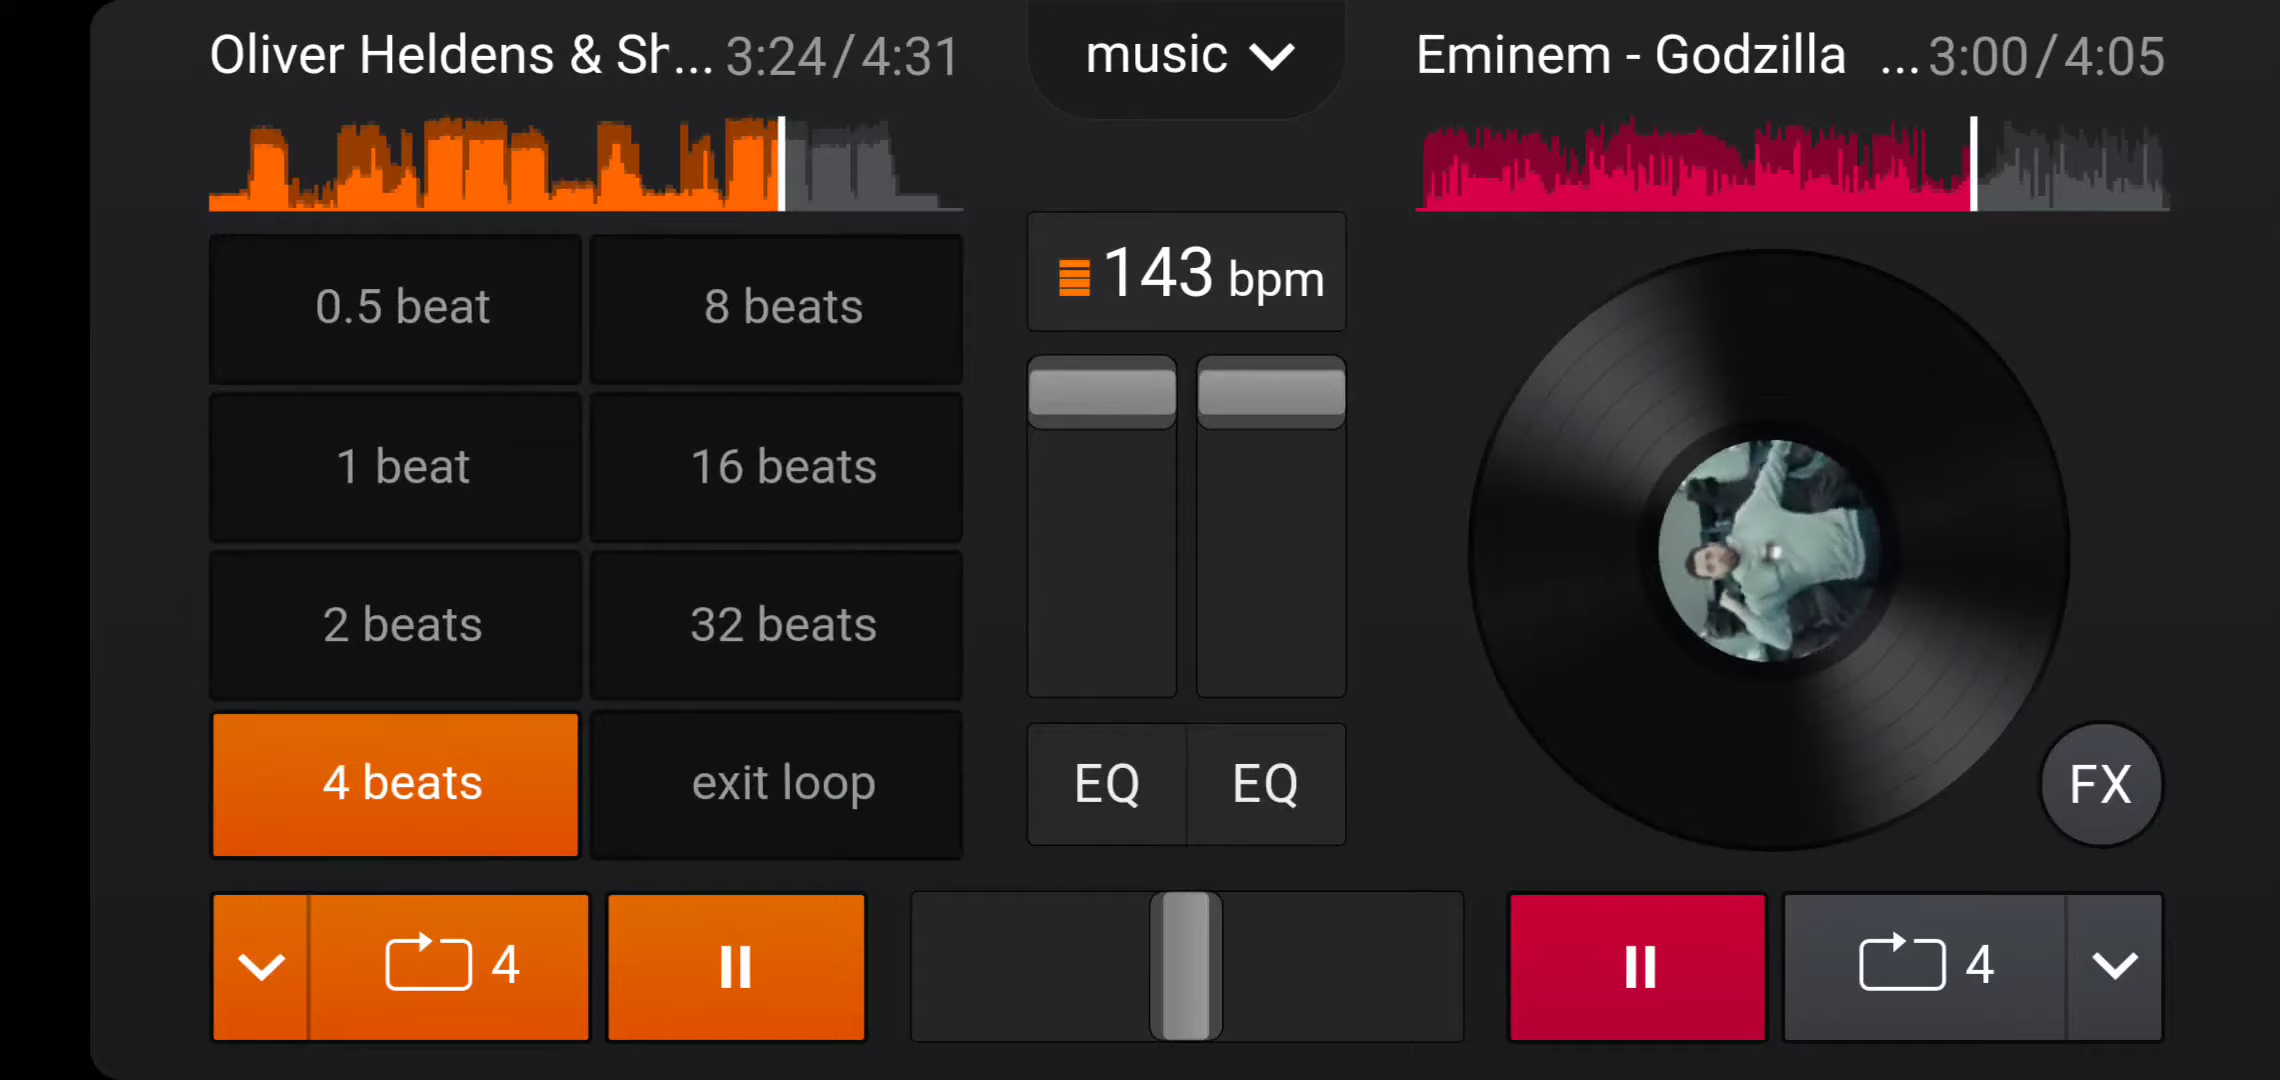 Oliver Heldens & Sh... 3:24/4:31
music
Eminem - Godzilla ... 3:00/4:05
143 bpm
0.5 beat
8 beats
1 beat
16 beats
2 beats
32 beats
4 beats
exit loop
EQ
EQ
FX
4
4